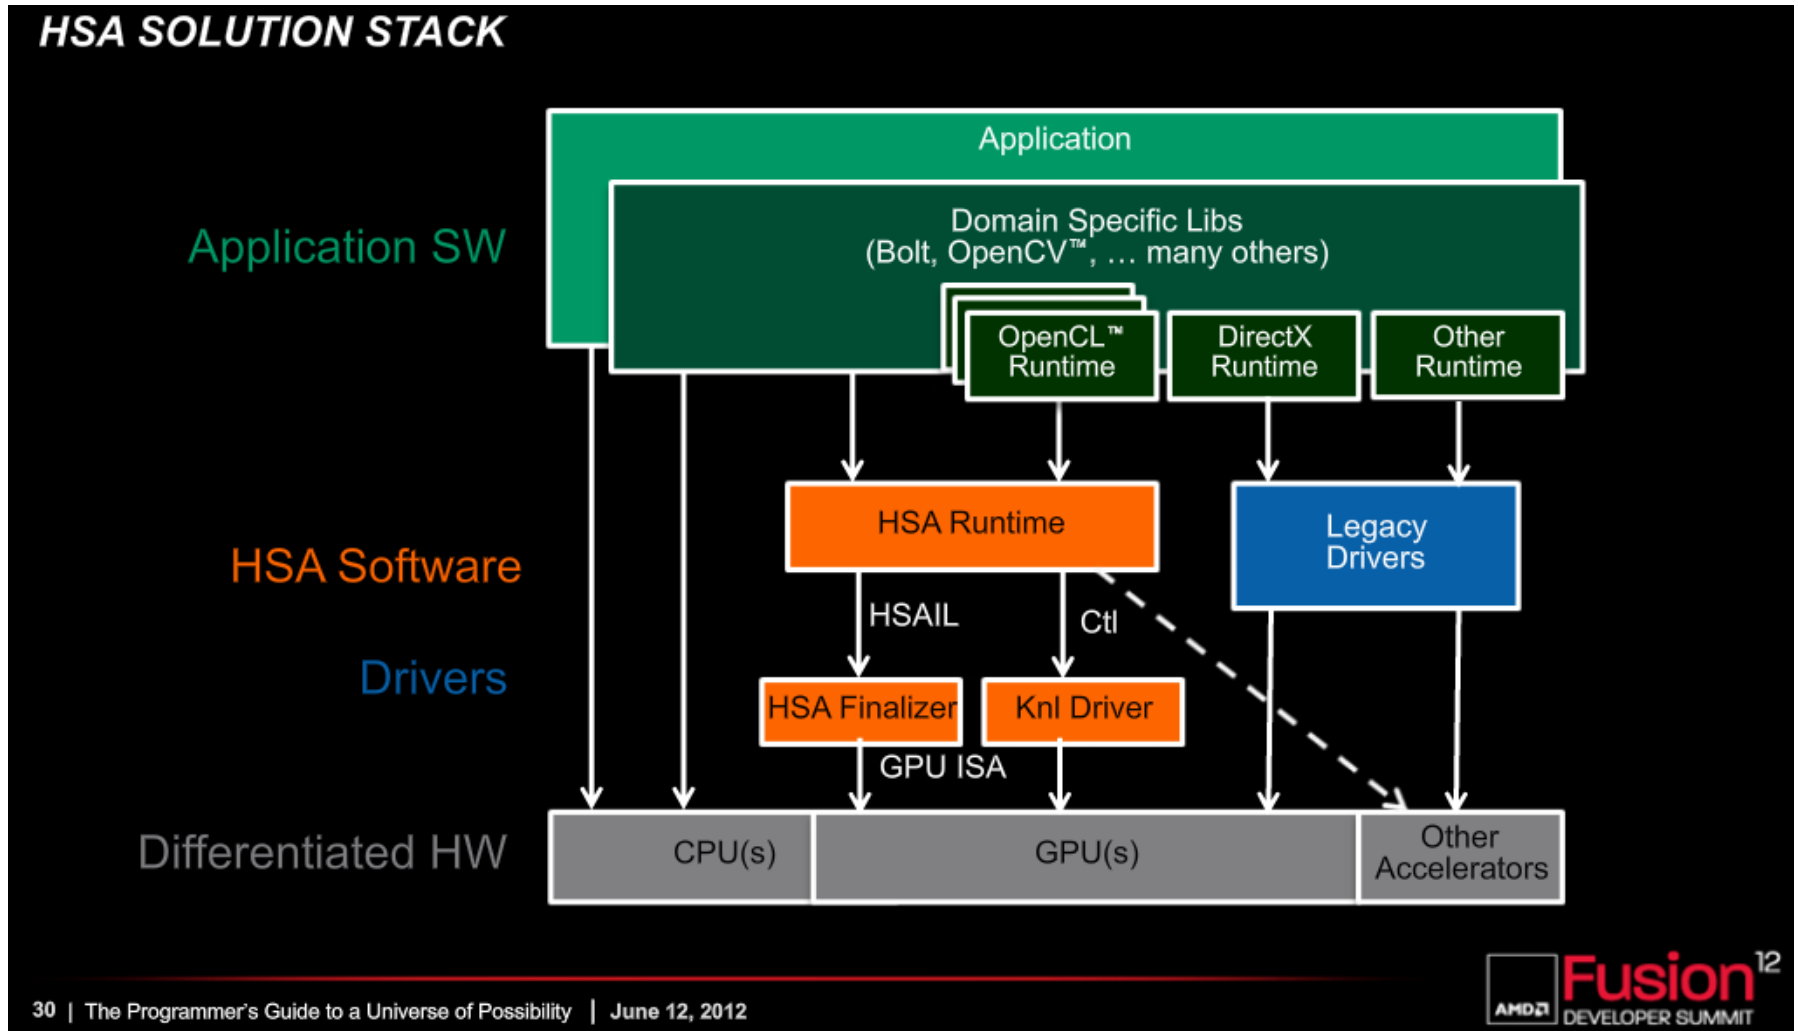 HSA SOLUTION STACK
Application
Application SW
Domain Specific Libs
(Bolt, OpenCV™, … many others)
OpenCL™
Runtime
DirectX
Runtime
Other
Runtime
HSA Software
HSA Runtime
Legacy
Drivers
HSAIL
Ctl
Drivers
HSA Finalizer
Knl Driver
GPU ISA
Differentiated HW
CPU(s)
GPU(s)
Other
Accelerators
30 | The Programmer's Guide to a Universe of Possibility | June 12, 2012
AMD
Fusion12
DEVELOPER SUMMIT